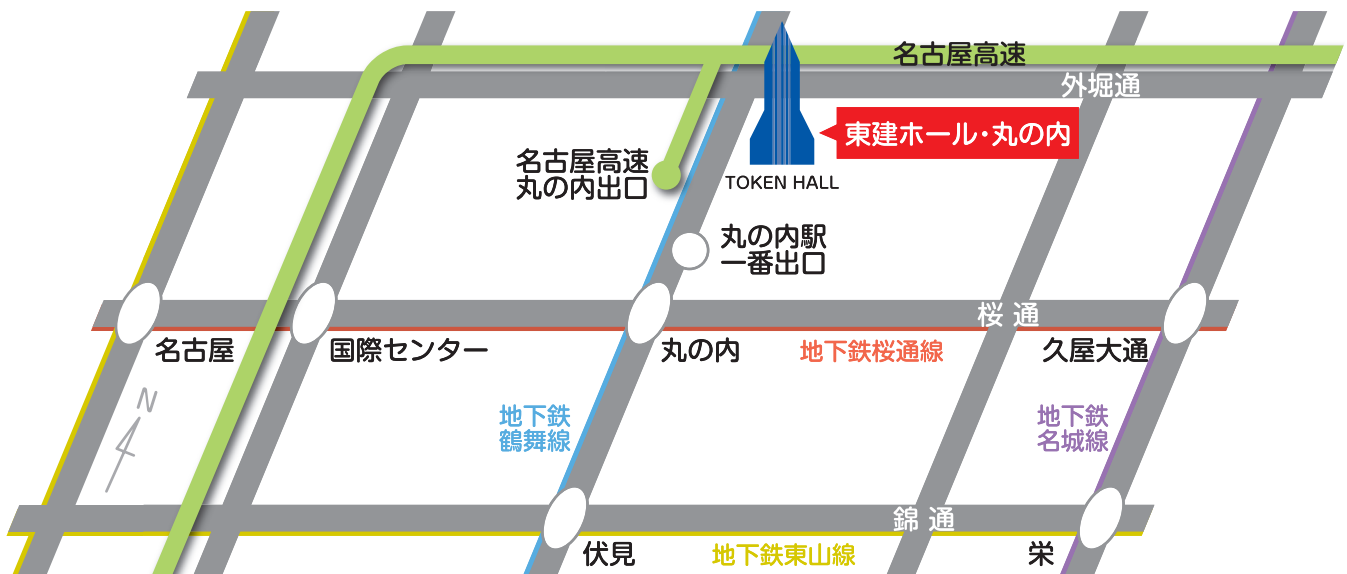 名古屋高速
外堀通
東建ホール・丸の内
名古屋高速
丸の内出口
TOKEN HALL
丸の内駅
一番出口
桜通
名古屋
国際センター
丸の内
地下鉄桜通線
久屋大通
N
地下鉄
鶴舞線
地下鉄
名城線
錦通
伏見
地下鉄東山線
栄